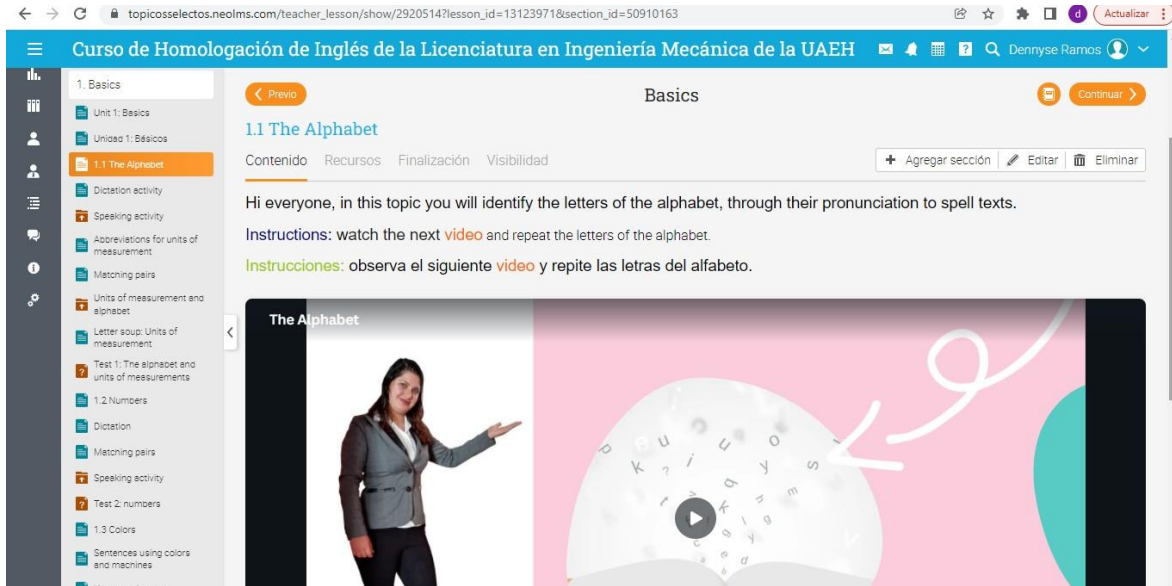 topicosselectos.neolms.com/teacher_lesson/show/2920514?lesson_id=13123971&section_id=50910163
d
Actualizar
Curso de Homologación de Inglés de la Licenciatura en Ingeniería Mecánica de la UAEH
Dennyse Ramos
1. Basics
Unit 1: Basics
Unidad 1: Básicos
1.1 The Alphabet
Dictation activity
Speaking activity
Abbreviations for units of
measurement
Matching pairs
Units of measurement and
alphabet
Letter soup: Units of
measurement
Test 1: The alphabet and
units of measurements
1.2 Numbers
Dictation
Matching pairs
Speaking activity
Test 2: numbers
1.3 Colors
Sentences using colors
and machines
Previo
Basics
Continuar
1.1 The Alphabet
Contenido Recursos Finalización Visibilidad
+ Agregar sección Editar Eliminar
Hi everyone, in this topic you will identify the letters of the alphabet, through their pronunciation to spell texts.
Instructions: watch the next video and repeat the letters of the alphabet.
Instrucciones: observa el siguiente video y repite las letras del alfabeto.
The Alphabet